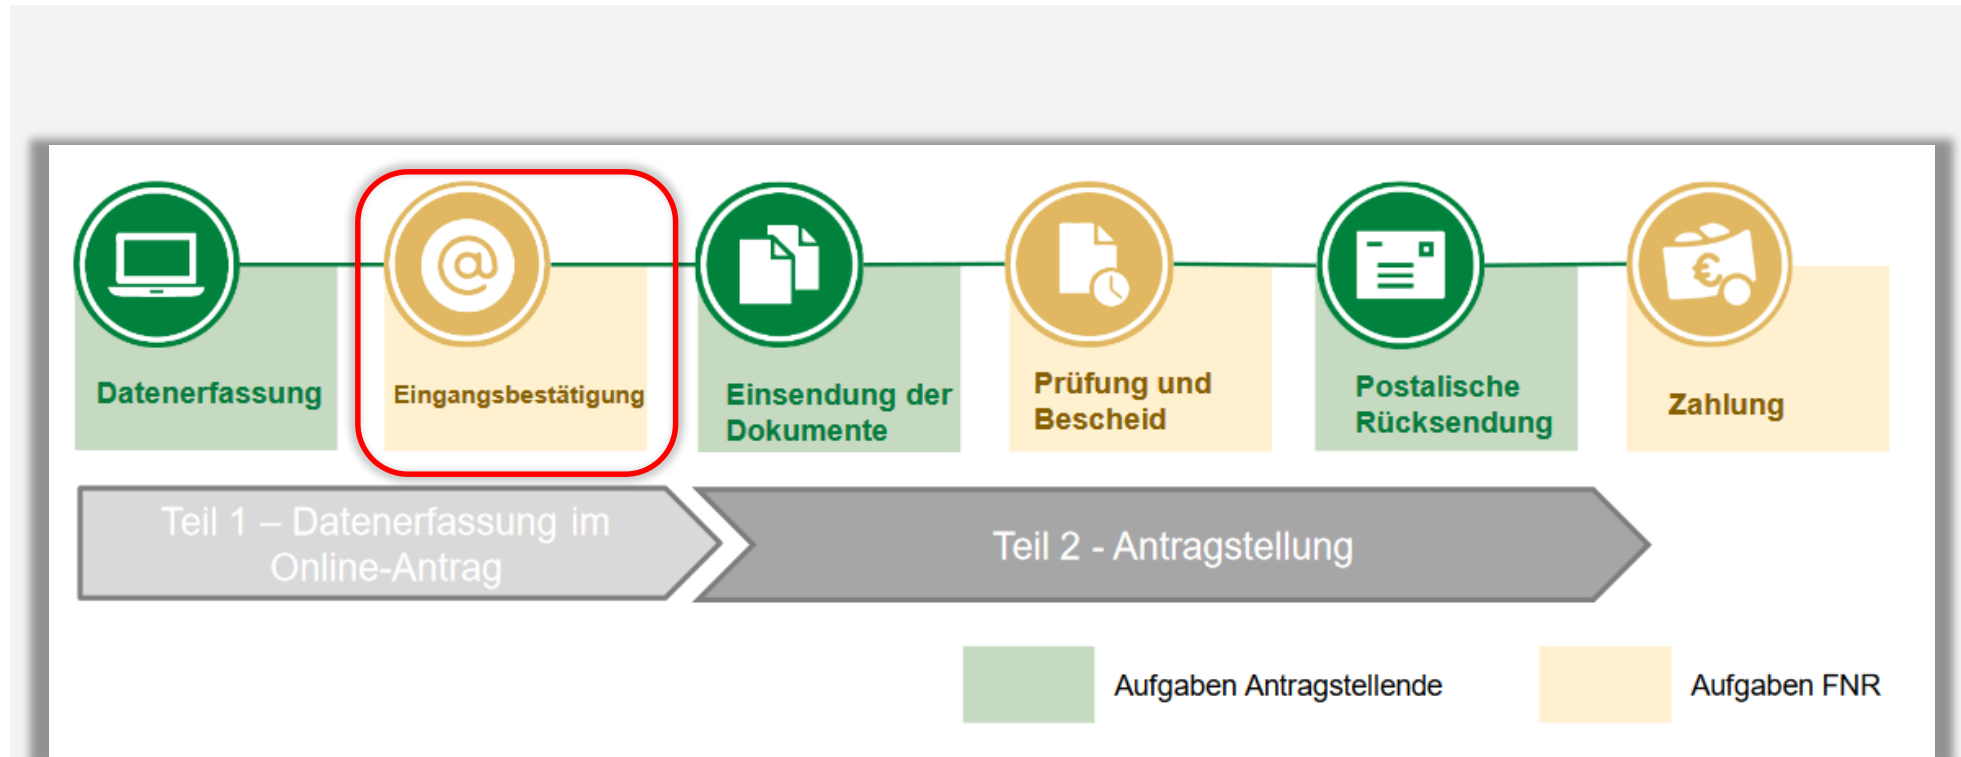 Datenerfassung
Eingangsbestätigung
Einsendung der
Dokumente
Prüfung und
Bescheid
Postalische
Rücksendung
Zahlung
Teil 1 – Datenerfassung im
Online-Antrag
Teil 2 - Antragstellung
Aufgaben Antragstellende
Aufgaben FNR